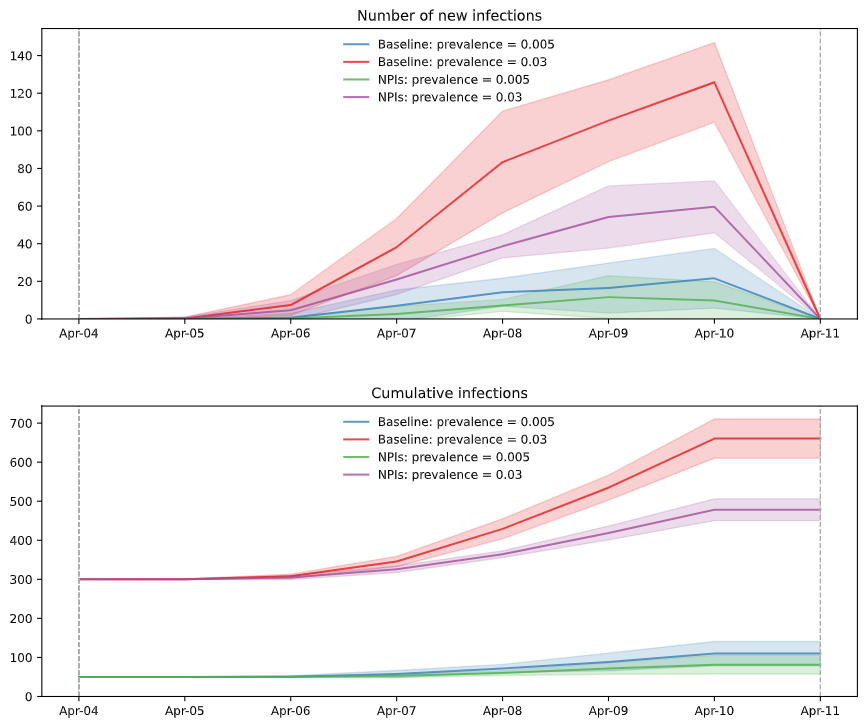 Number of new infections
Baseline: prevalence = 0.005
Baseline: prevalence = 0.03
NPIs: prevalence = 0.005
NPIs: prevalence = 0.03
140
120
100
80
60
40
20
0
Apr-04 Apr-05 Apr-06 Apr-07 Apr-08 Apr-09 Apr-10 Apr-11
Cumulative infections
Baseline: prevalence = 0.005
Baseline: prevalence = 0.03
NPIs: prevalence = 0.005
NPIs: prevalence = 0.03
700
600
500
400
300
200
100
0
Apr-04 Apr-05 Apr-06 Apr-07 Apr-08 Apr-09 Apr-10 Apr-11